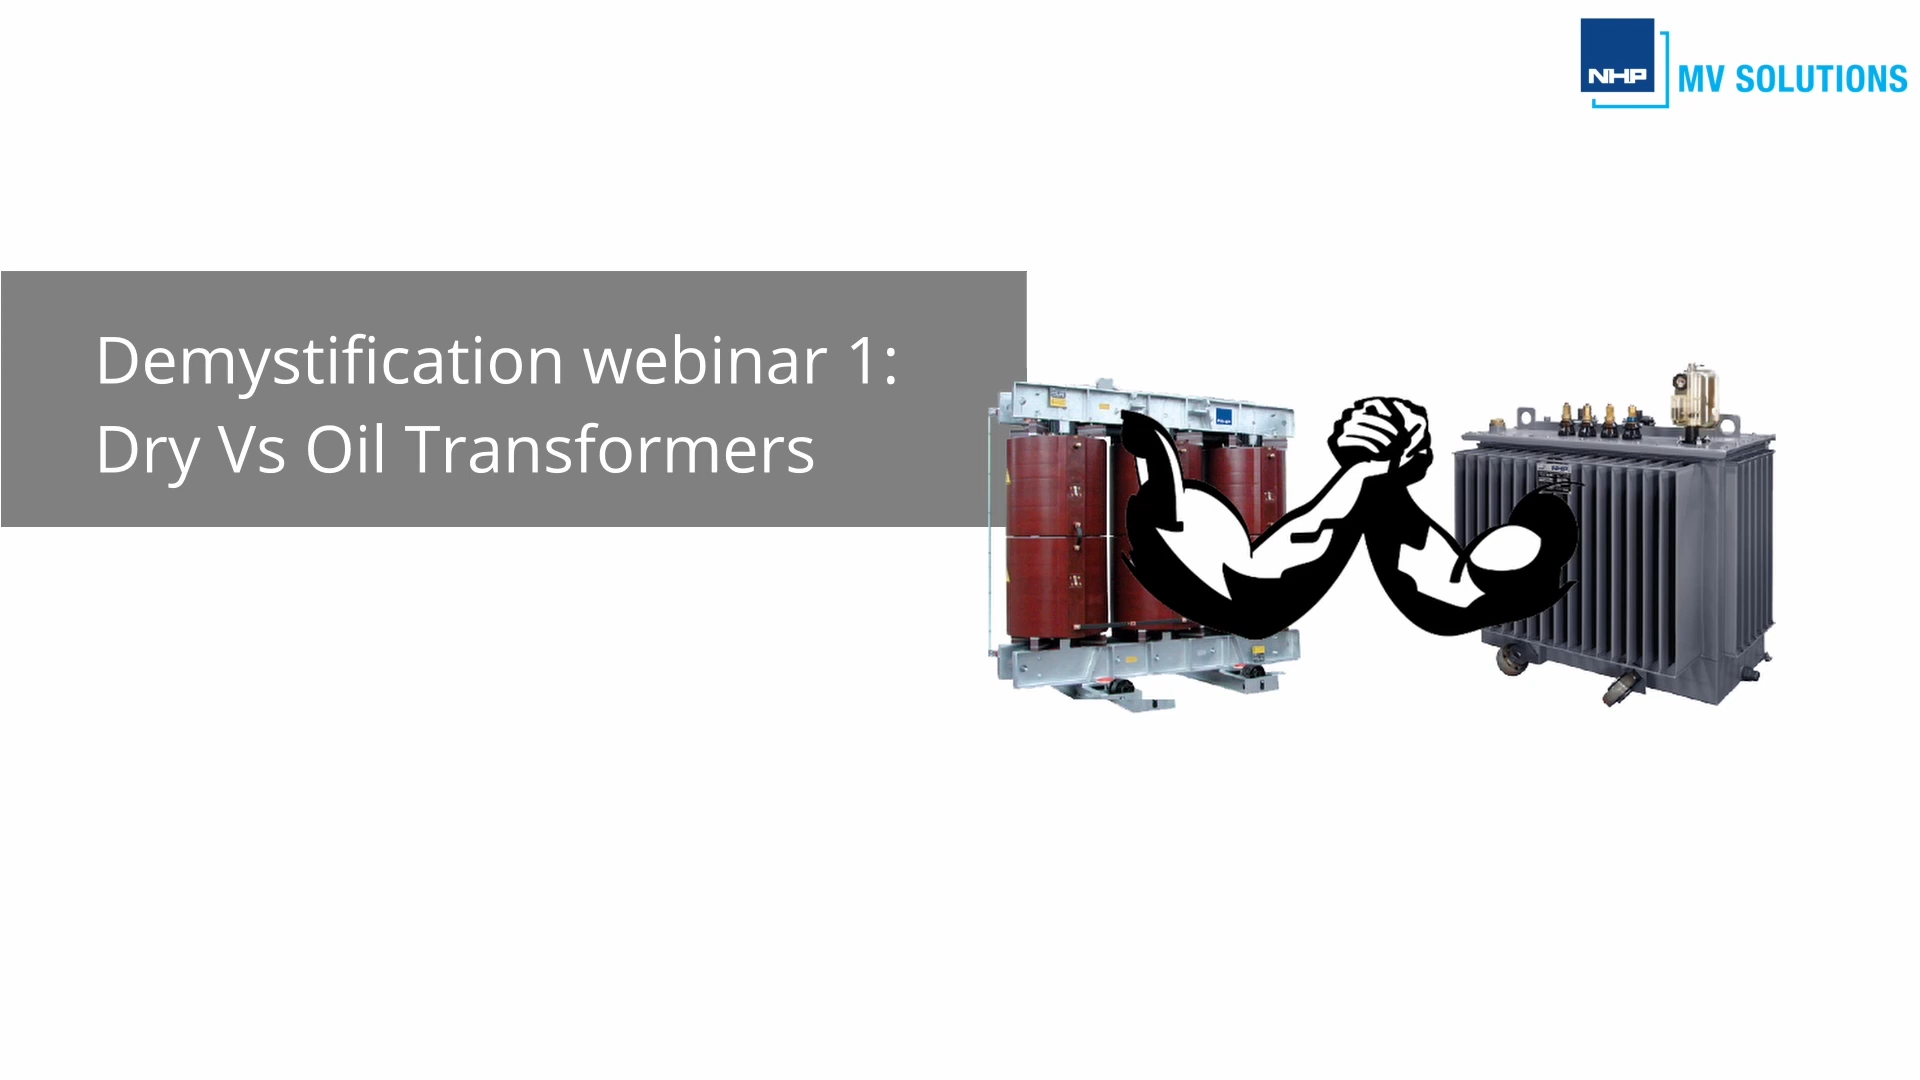 NHP
MV SOLUTIONS
Demystification webinar 1:
Dry Vs Oil Transformers